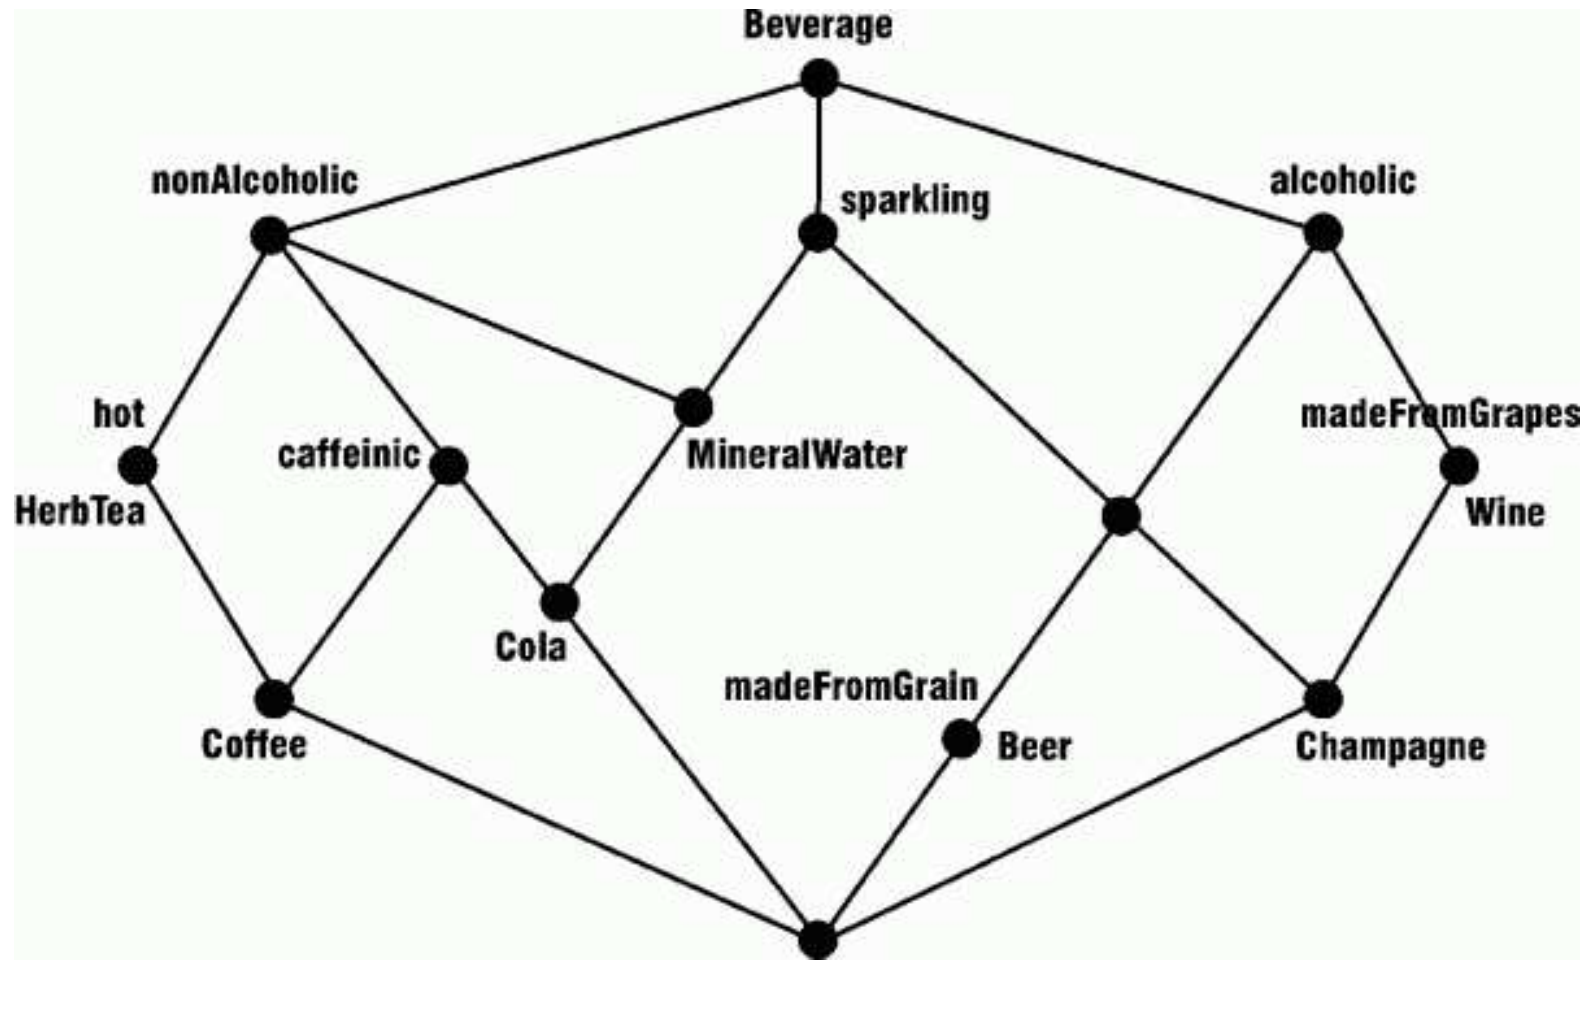 Beverage
nonAlcoholic
alcoholic
sparkling
hot
madeFromGrapes
caffeinic
MineralWater
HerbTea
Wine
Cola
madeFromGrain
Coffee
Beer
Champagne